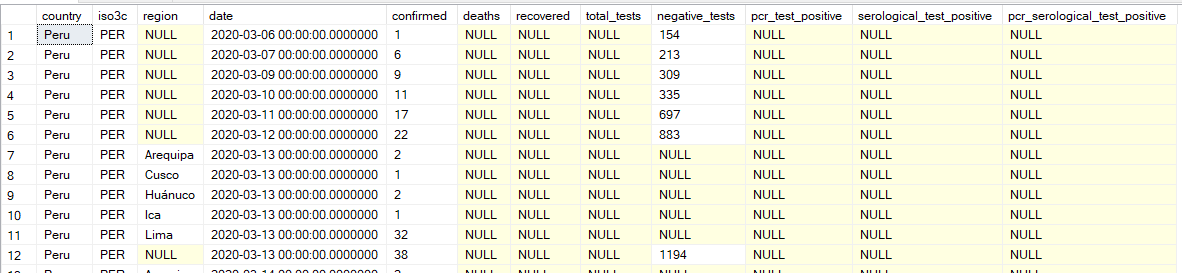 country iso3c region date confirmed deaths recovered total_tests negative_tests pcr_test_positive serological_test_positive pcr_serological_test_positive
1 Peru PER NULL 2020-03-06 00:00:00.0000000 1 NULL NULL NULL 154 NULL NULL NULL
2 Peru PER NULL 2020-03-07 00:00:00.0000000 6 NULL NULL NULL 213 NULL NULL NULL
3 Peru PER NULL 2020-03-09 00:00:00.0000000 9 NULL NULL NULL 309 NULL NULL NULL
4 Peru PER NULL 2020-03-10 00:00:00.0000000 11 NULL NULL NULL 335 NULL NULL NULL
5 Peru PER NULL 2020-03-11 00:00:00.0000000 17 NULL NULL NULL 697 NULL NULL NULL
6 Peru PER NULL 2020-03-12 00:00:00.0000000 22 NULL NULL NULL 883 NULL NULL NULL
7 Peru PER Arequipa 2020-03-13 00:00:00.0000000 2 NULL NULL NULL NULL NULL NULL NULL
8 Peru PER Cusco 2020-03-13 00:00:00.0000000 1 NULL NULL NULL NULL NULL NULL NULL
9 Peru PER Huánuco 2020-03-13 00:00:00.0000000 2 NULL NULL NULL NULL NULL NULL NULL
10 Peru PER Ica 2020-03-13 00:00:00.0000000 1 NULL NULL NULL NULL NULL NULL NULL
11 Peru PER Lima 2020-03-13 00:00:00.0000000 32 NULL NULL NULL NULL NULL NULL NULL
12 Peru PER NULL 2020-03-13 00:00:00.0000000 38 NULL NULL NULL 1194 NULL NULL NULL